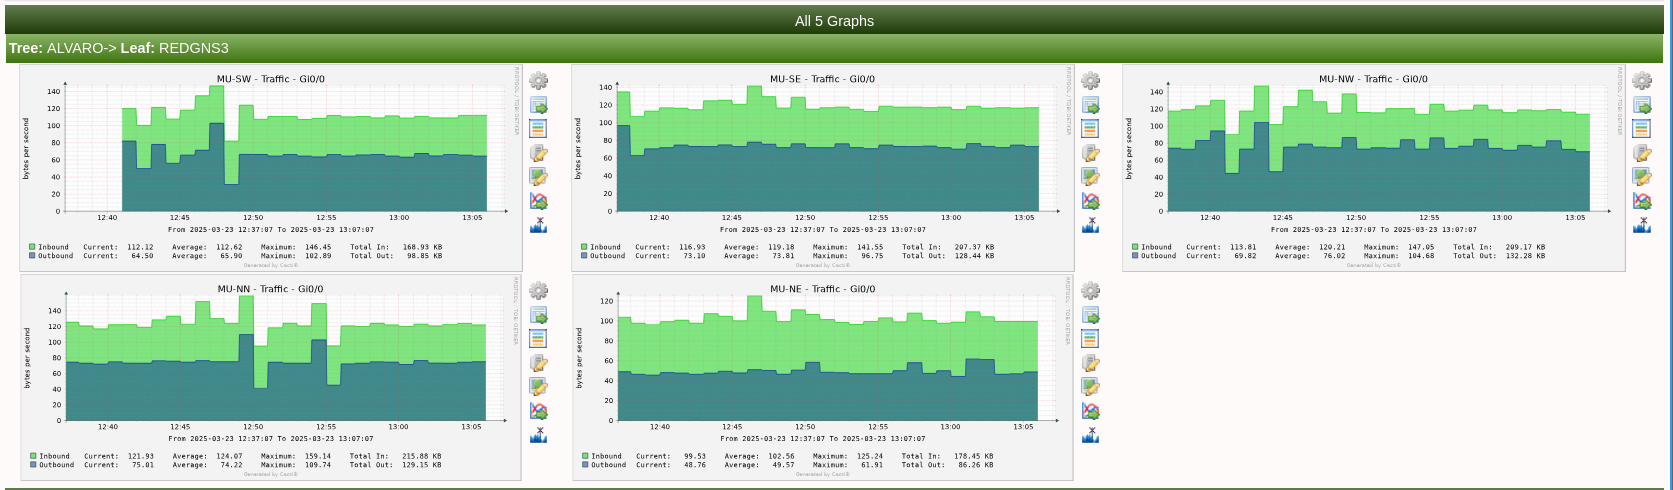 All 5 Graphs
Tree: ALVARO-> Leaf: REDGNS3
MU-SW - Traffic - Gi0/0
bytes per second
140
120
100
80
60
40
20
0
12:40 12:45 12:50 12:55 13:00 13:05
From 2025-03-23 12:37:07 To 2025-03-23 13:07:07
Inbound Current: 112.12 Average: 112.62 Maximum: 146.45 Total In: 168.93 KB
Outbound Current: 64.50 Average: 65.90 Maximum: 102.89 Total Out: 98.85 KB
Generated by Cacti®
MU-SE - Traffic - Gi0/0
bytes per second
140
120
100
80
60
40
20
0
12:40 12:45 12:50 12:55 13:00 13:05
From 2025-03-23 12:37:07 To 2025-03-23 13:07:07
Inbound Current: 116.93 Average: 119.18 Maximum: 141.55 Total In: 207.37 KB
Outbound Current: 73.10 Average: 73.81 Maximum: 96.75 Total Out: 128.44 KB
Generated by Cacti®
MU-NW - Traffic - Gi0/0
bytes per second
140
120
100
80
60
40
20
0
12:40 12:45 12:50 12:55 13:00 13:05
From 2025-03-23 12:37:07 To 2025-03-23 13:07:07
Inbound Current: 113.81 Average: 120.21 Maximum: 147.05 Total In: 209.17 KB
Outbound Current: 69.82 Average: 76.02 Maximum: 104.68 Total Out: 132.28 KB
Generated by Cacti®
MU-NN - Traffic - Gi0/0
bytes per second
140
120
100
80
60
40
20
0
12:40 12:45 12:50 12:55 13:00 13:05
From 2025-03-23 12:37:07 To 2025-03-23 13:07:07
Inbound Current: 121.93 Average: 124.07 Maximum: 159.14 Total In: 215.88 KB
Outbound Current: 75.01 Average: 74.22 Maximum: 109.74 Total Out: 129.15 KB
Generated by Cacti®
MU-NE - Traffic - Gi0/0
bytes per second
120
100
80
60
40
20
0
12:40 12:45 12:50 12:55 13:00 13:05
From 2025-03-23 12:37:07 To 2025-03-23 13:07:07
Inbound Current: 99.53 Average: 102.56 Maximum: 125.24 Total In: 178.45 KB
Outbound Current: 48.76 Average: 49.57 Maximum: 61.91 Total Out: 86.26 KB
Generated by Cacti®